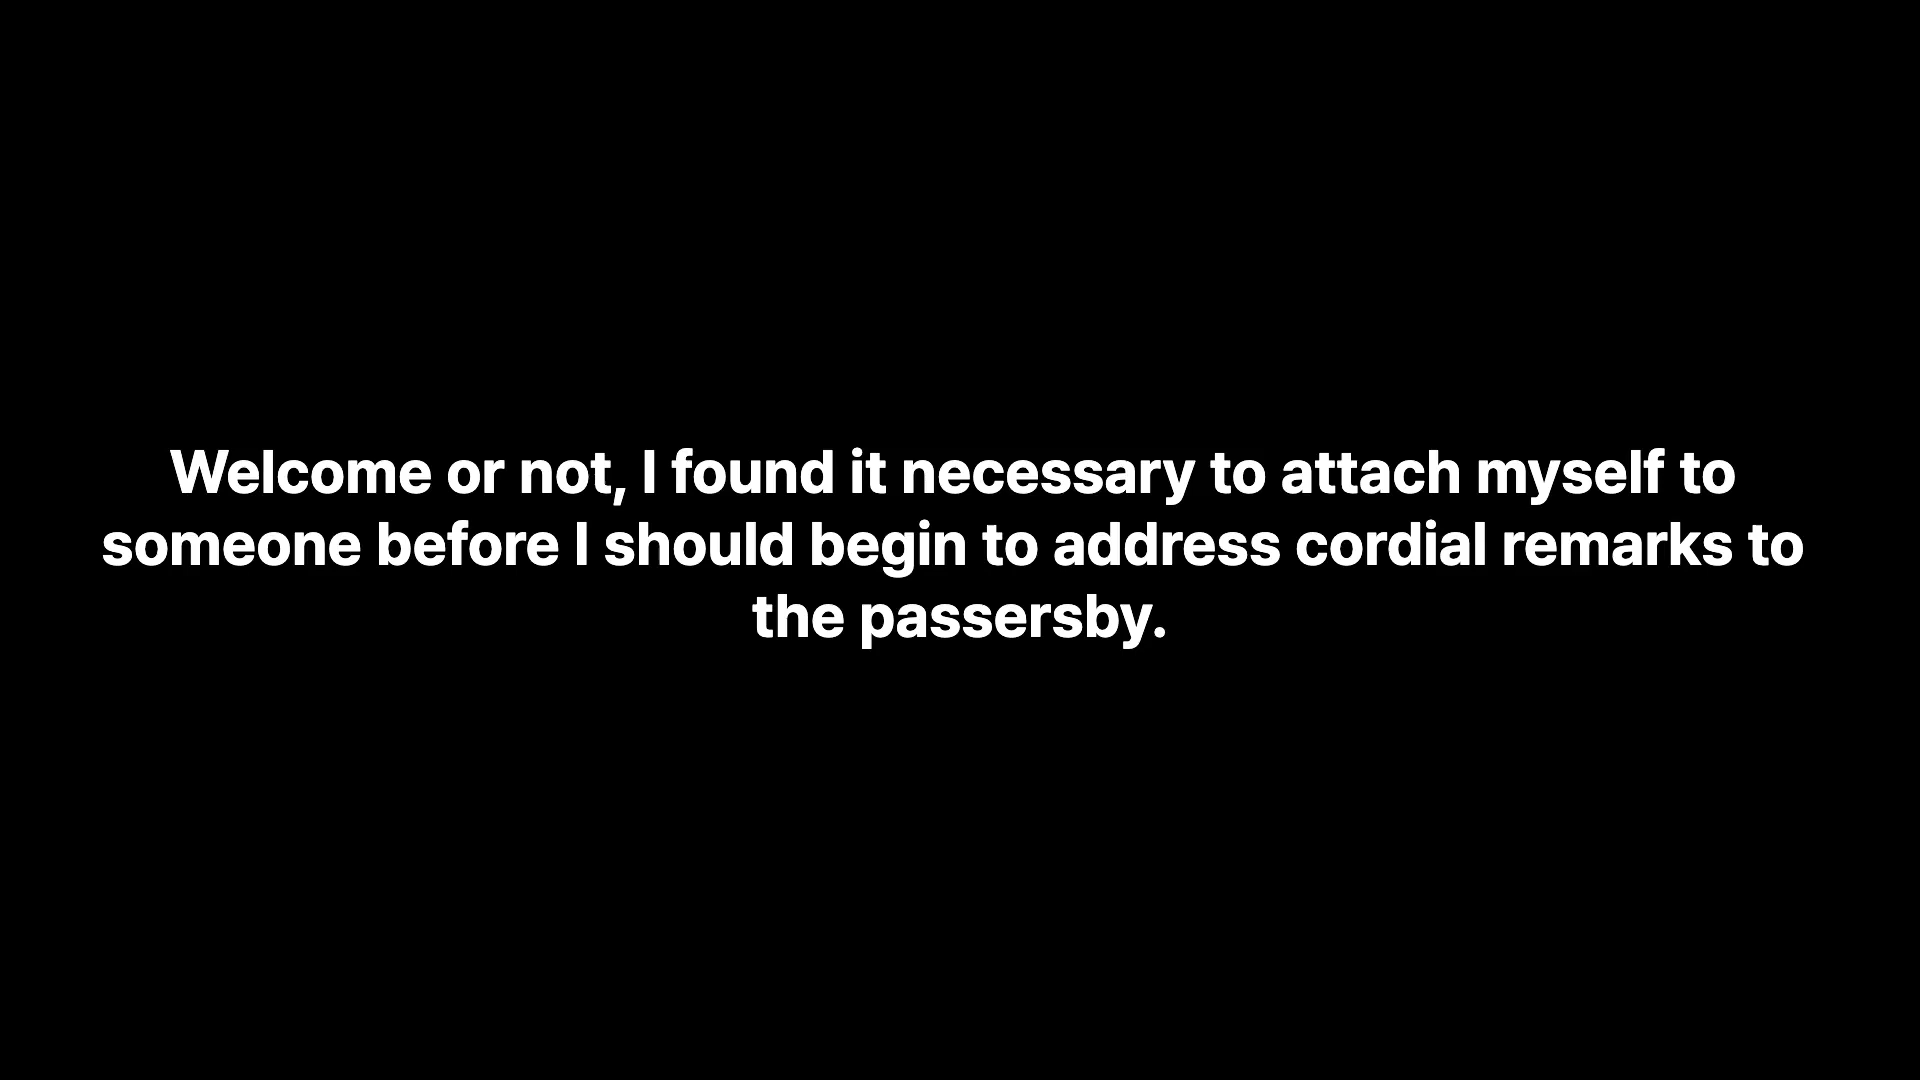 Welcome or not, I found it necessary to attach myself to
someone before I should begin to address cordial remarks to
the passersby.